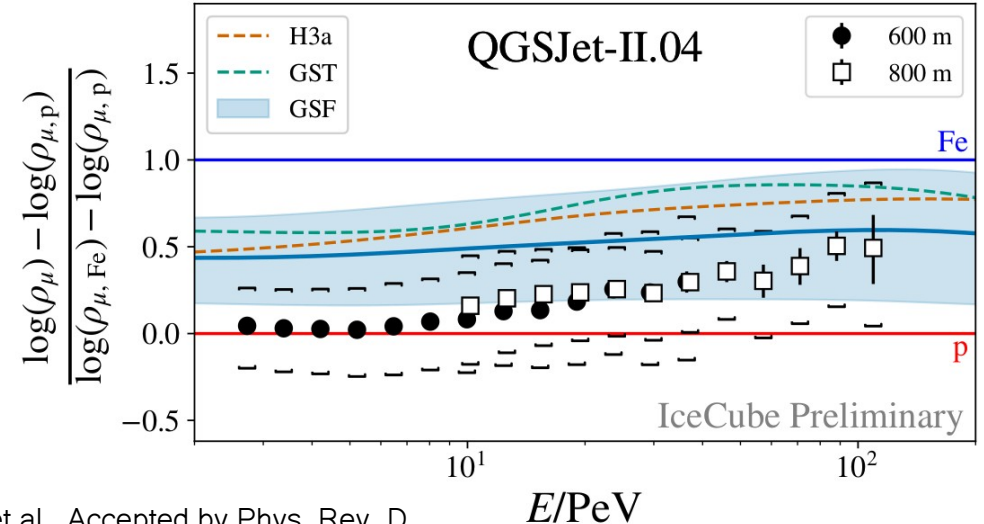 H3a
GST
GSF
QGSJet-II.04
600 m
800 m
log(ρμ) − log(ρμ,p)
log(ρμ,Fe) − log(ρμ,p)
1.5
1.0
0.5
0.0
−0.5
Fe
p
IceCube Preliminary
10¹
10²
E/PeV
et al., Accepted by Phys. Rev. D